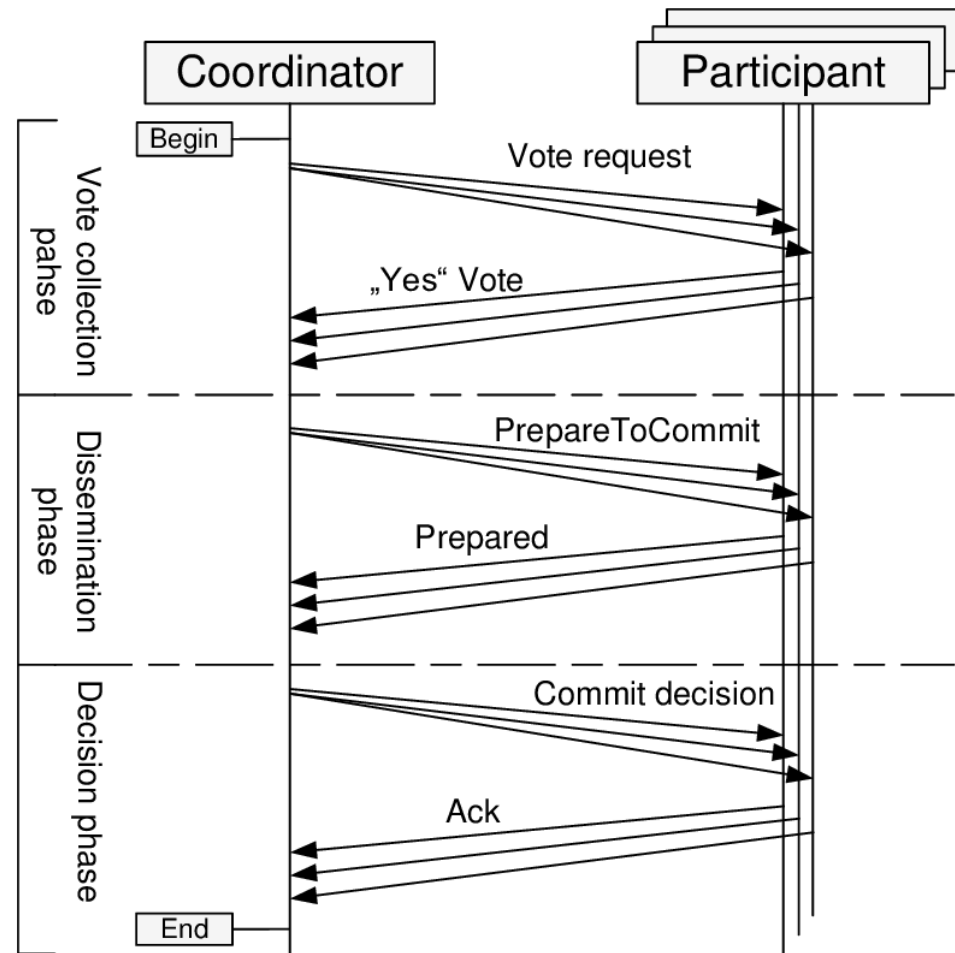 Coordinator
Participant
Begin
Vote request
„Yes“ Vote
Vote collection
pahse
PrepareToCommit
Prepared
Dissemination
phase
Commit decision
Ack
Decision phase
End